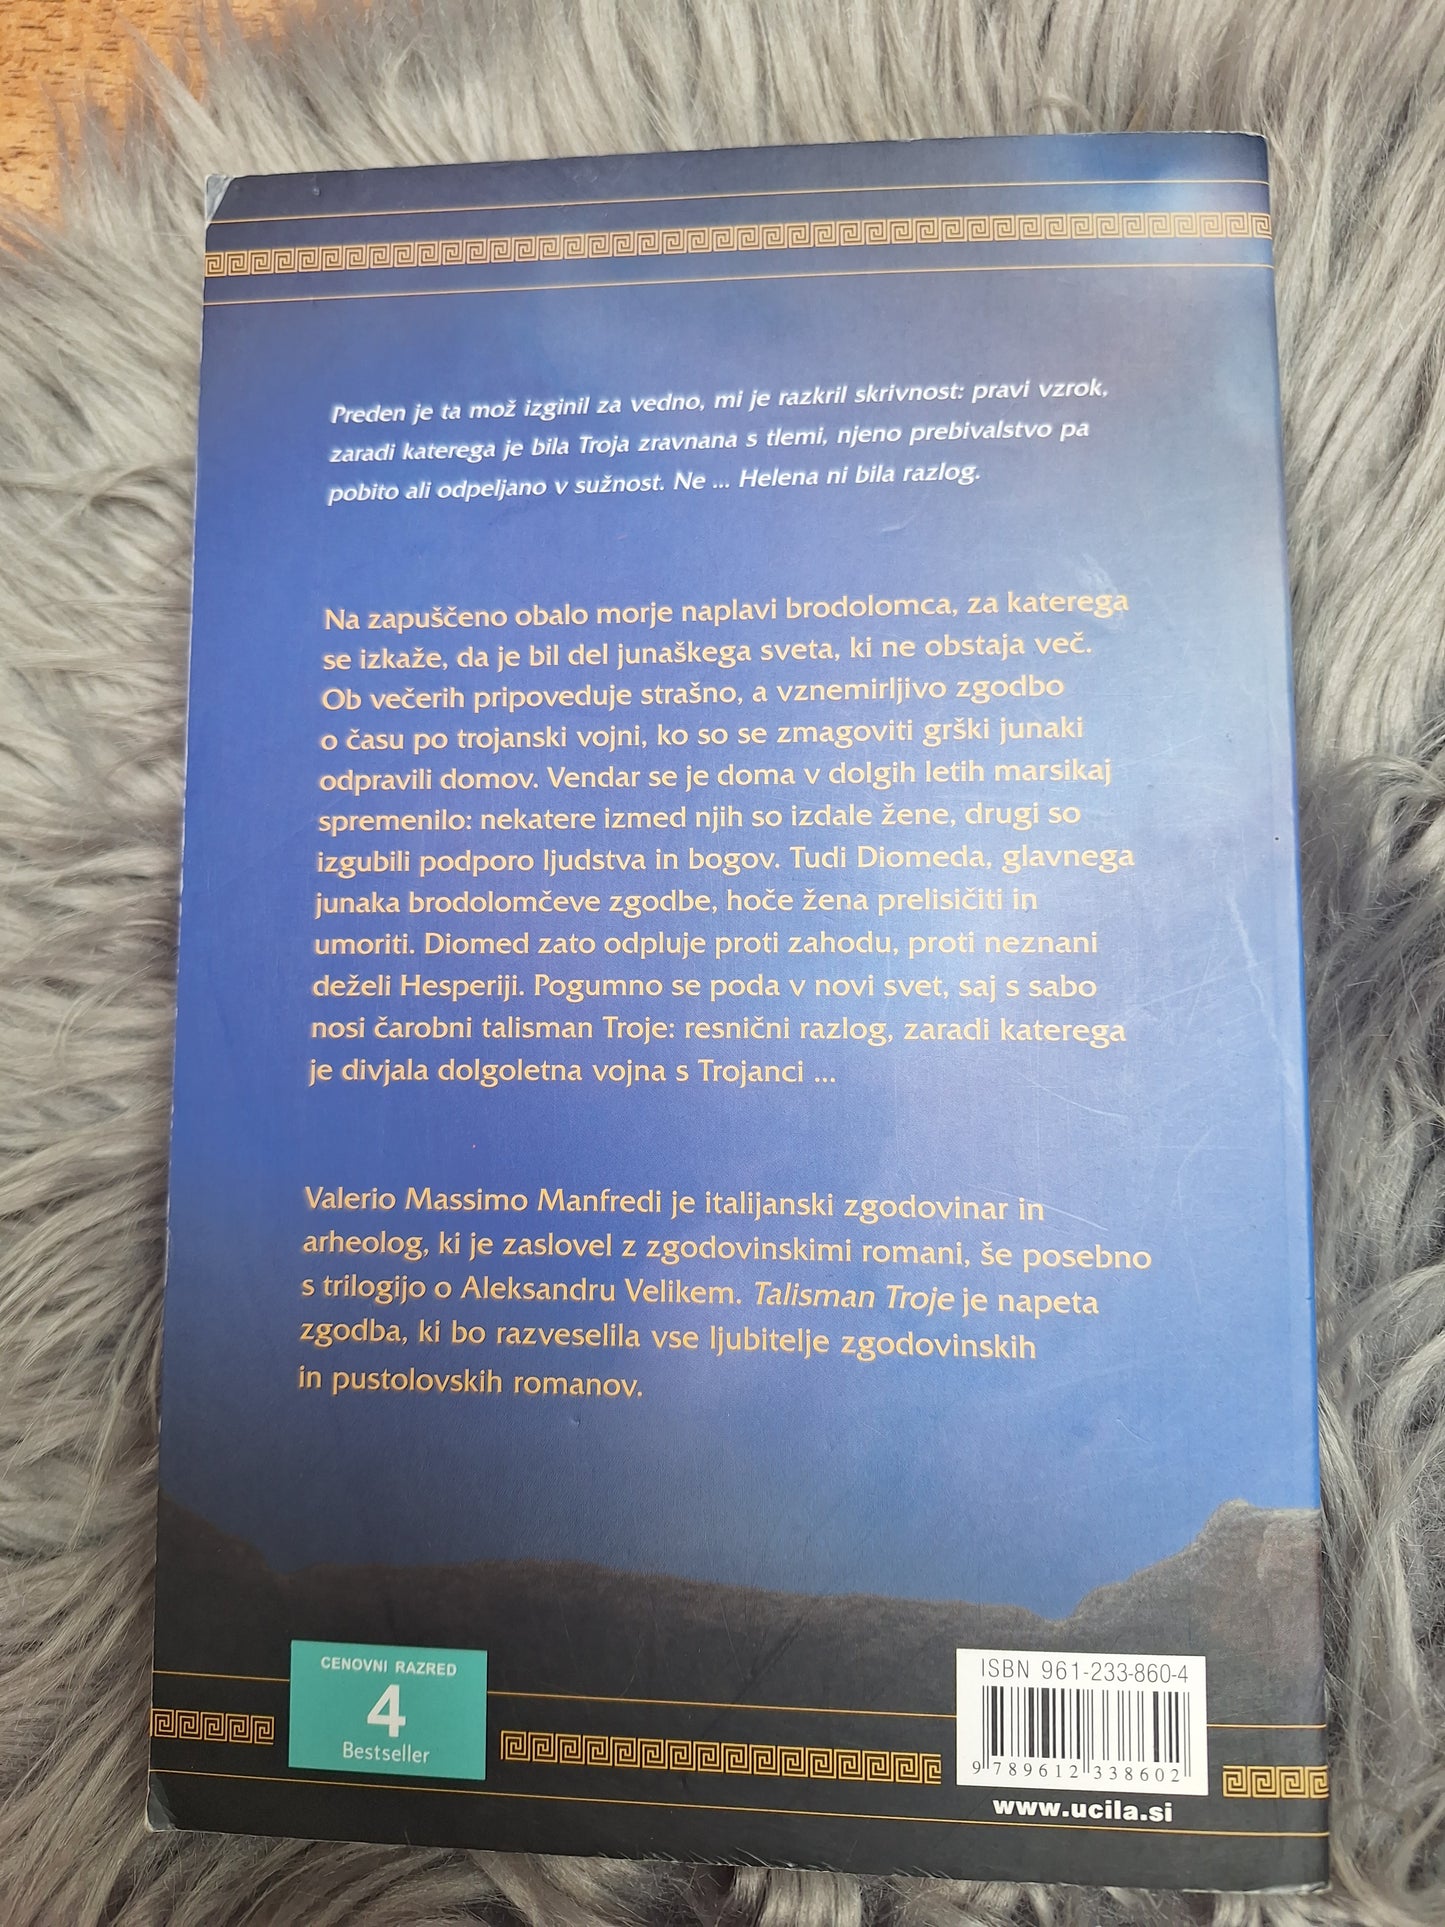 Preden je ta mož izginil za vedno, mi je razkril skrivnost: pravi vzrok,
zaradi katerega je bila Troja zravnana s tlemi, njeno prebivalstvo pa
pobito ali odpeljano v sužnost. Ne ... Helena ni bila razlog.
Na zapuščeno obalo morje naplavi brodolomca, za katerega
se izkaže, da je bil del junaškega sveta, ki ne obstaja več.
Ob večerih pripoveduje strašno, a vznemirljivo zgodbo
o času po trojanski vojni, ko so se zmagoviti grški junaki
odpravili domov. Vendar se je doma v dolgih letih marsikaj
spremenilo: nekatere izmed njih so izdale žene, drugi so
izgubili podporo ljudstva in bogov. Tudi Diomeda, glavnega
junaka brodolomčeve zgodbe, hoče žena prelisičiti in
umoriti. Diomed zato odpluje proti zahodu, proti neznani
deželi Hesperiji. Pogumno se poda v novi svet, saj s sabo
nosi čarobni talisman Troje: resnični razlog, zaradi katerega
je divjala dolgoletna vojna s Trojanci ...
Valerio Massimo Manfredi je italijanski zgodovinar in
arheolog, ki je zaslovel z zgodovinskimi romani, še posebno
s trilogijo o Aleksandru Velikem. Talisman Troje je napeta
zgodba, ki bo razveselila vse ljubitelje zgodovinskih
in pustolovskih romanov.
CENOVNI RAZRED
4
Bestseller
ISBN 961-233-860-4
9 789612 338602
www.ucila.si